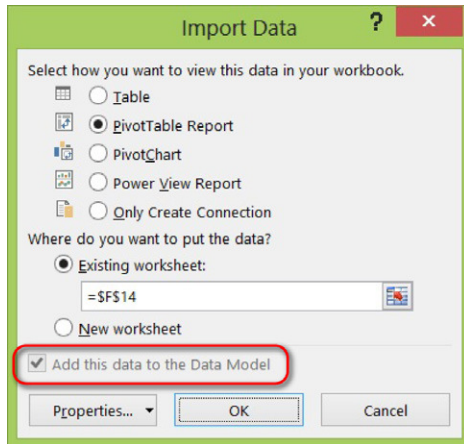 Import Data
?
x
Select how you want to view this data in your workbook.
Table
PivotTable Report
PivotChart
Power View Report
Only Create Connection
Where do you want to put the data?
Existing worksheet:
=$F$14
New worksheet
Add this data to the Data Model
Properties...
OK
Cancel